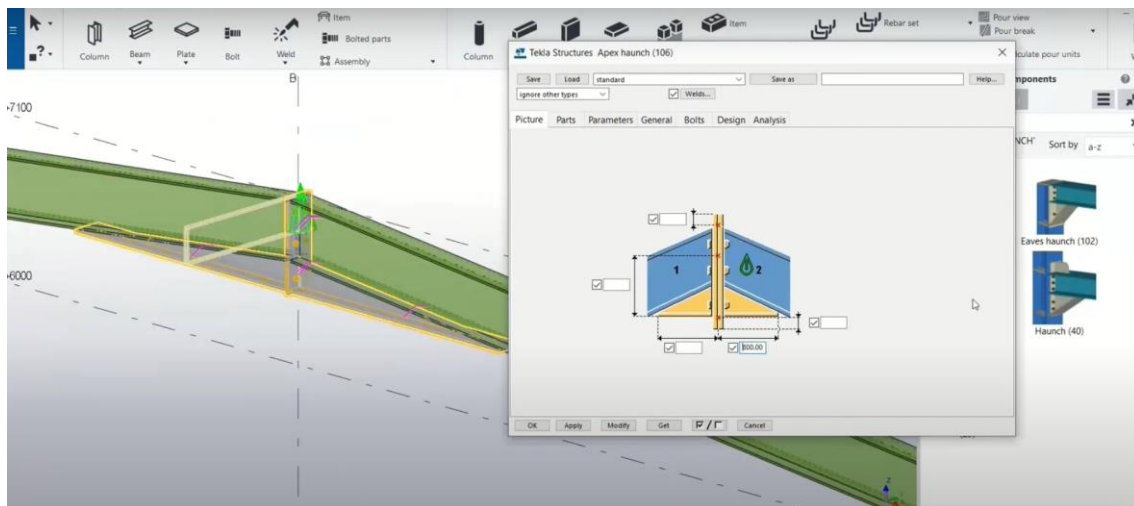 Item
Bolted parts
Assembly
Column
Beam
Plate
Bolt
Weld
Column
Item
Rebar set
Pour view
Pour break
lculate pour units
B
7100
6000
Tekla Structures Apex haunch (106)
Save
Load
standard
Save as
Help...
ignore other types
Welds...
Picture
Parts
Parameters
General
Bolts
Design
Analysis
1
2
800.00
OK
Apply
Modify
Get
Cancel
mponents
NCH"
Sort by
a-z
Eaves haunch (102)
Haunch (40)
z